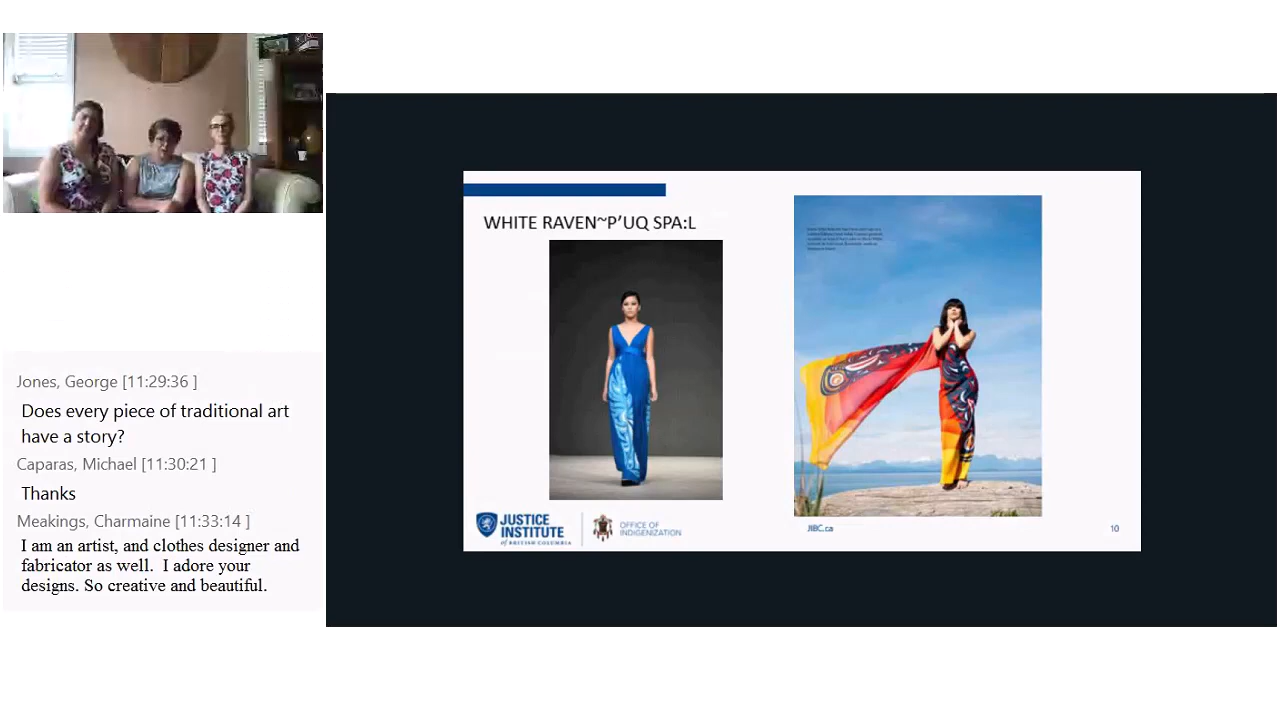 WHITE RAVEN~P'UQ SPA:L
JUSTICE
INSTITUTE
of BRITISH COLUMBIA
OFFICE OF
INDIGENIZATION
JIBC.ca
10
Jones, George [11:29:36 ]
Does every piece of traditional art
have a story?
Caparas, Michael [11:30:21 ]
Thanks
Meakings, Charmaine [11:33:14 ]
I am an artist, and clothes designer and
fabricator as well.  I adore your
designs. So creative and beautiful.